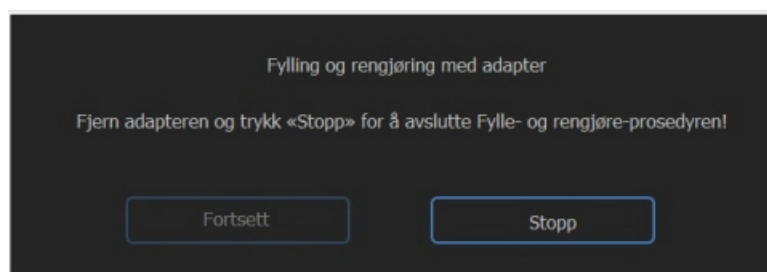 Fylling og rengjøring med adapter
Fjern adapteren og trykk «Stopp» for å avslutte Fylle- og rengjøre-prosedyren!
Fortsett
Stopp